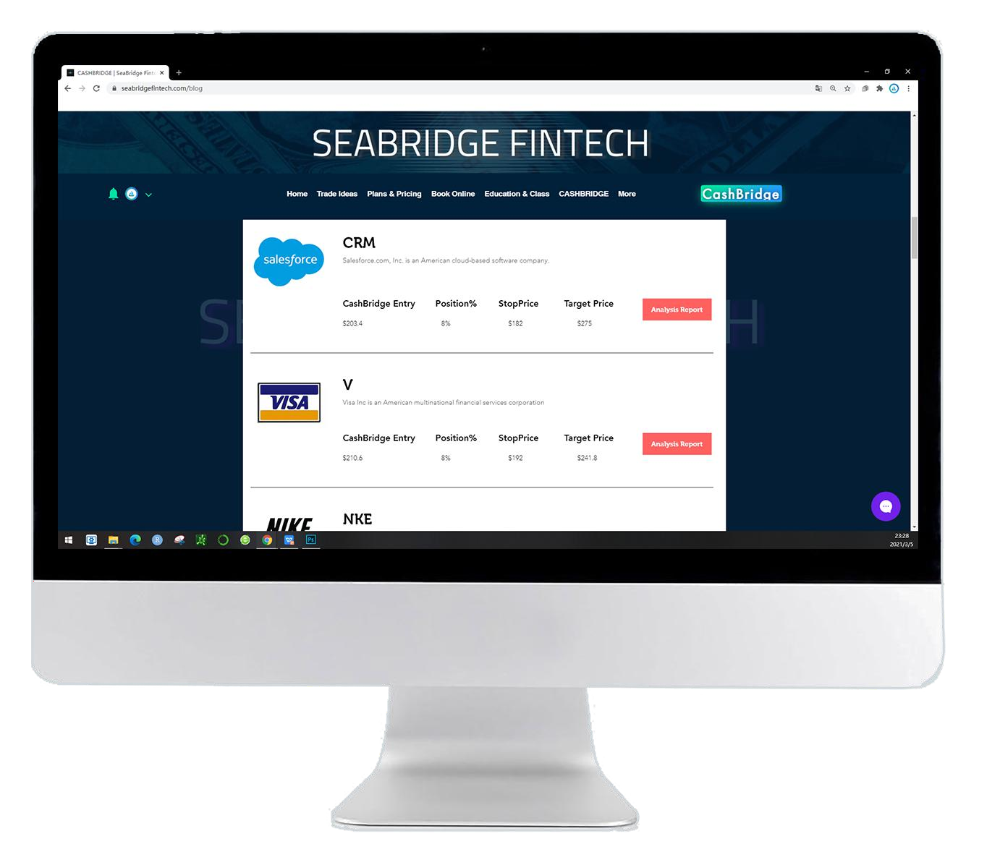 CASHBRIDGE | SeaBridge Fint
seabridgefintech.com/blog
SEABRIDGE FINTECH
Home Trade Ideas Plans & Pricing Book Online Education & Class CASHBRIDGE More
CashBridge
salesforce
CRM
Salesforce.com, Inc. is an American cloud-based software company.
CashBridge Entry Position% StopPrice Target Price
Analysis Report
$203.4 8% $182 $275
VISA
V
Visa Inc is an American multinational financial services corporation
CashBridge Entry Position% StopPrice Target Price
Analysis Report
$210.6 8% $192 $241.8
NIKE
NKE
R
Ps
23:28
2021/3/5